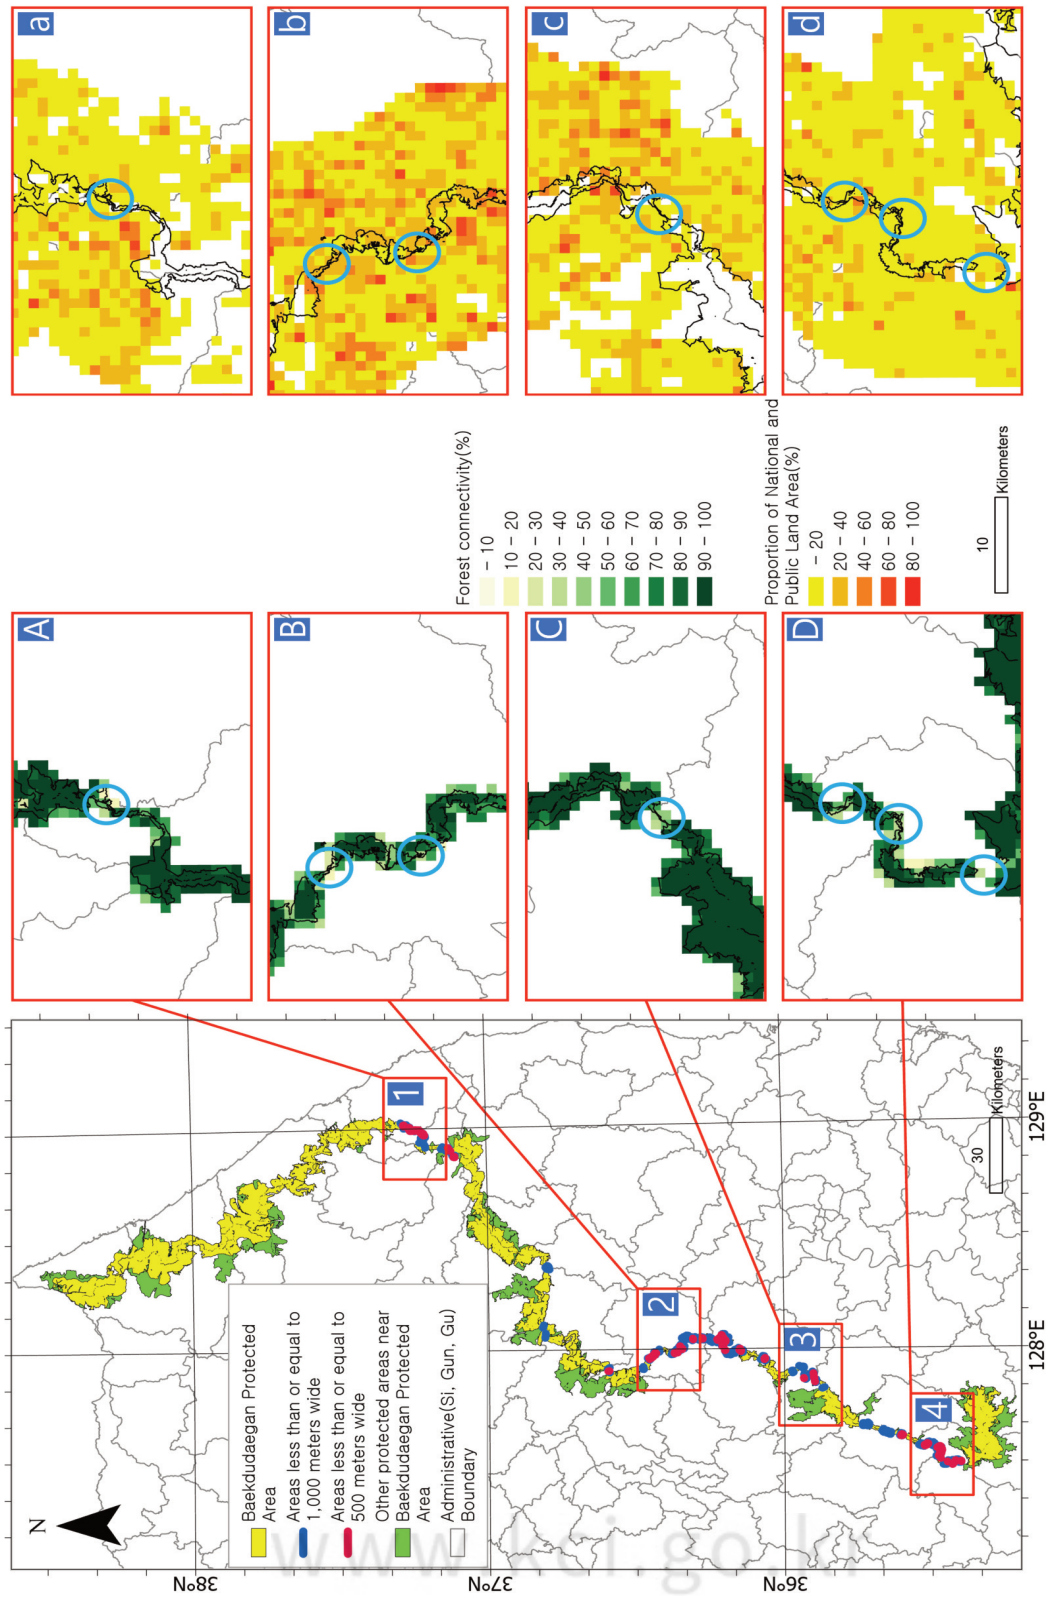 N
38°N
37°N
36°N
128°E
129°E
Baekdudaegan Protected
Area
Areas less than or equal to
1,000 meters wide
Areas less than or equal to
500 meters wide
Other protected areas near
Baekdudaegan Protected
Area
Administrative(Si, Gun, Gu)
Boundary
1
2
3
4
30
Kilometers
A
B
C
D
Forest connectivity(%)
- 10
10 - 20
20 - 30
30 - 40
40 - 50
50 - 60
60 - 70
70 - 80
80 - 90
90 - 100
Proportion of National and
Public Land Area(%)
- 20
20 - 40
40 - 60
60 - 80
80 - 100
10
Kilometers
a
b
c
d
www.kci.go.kr